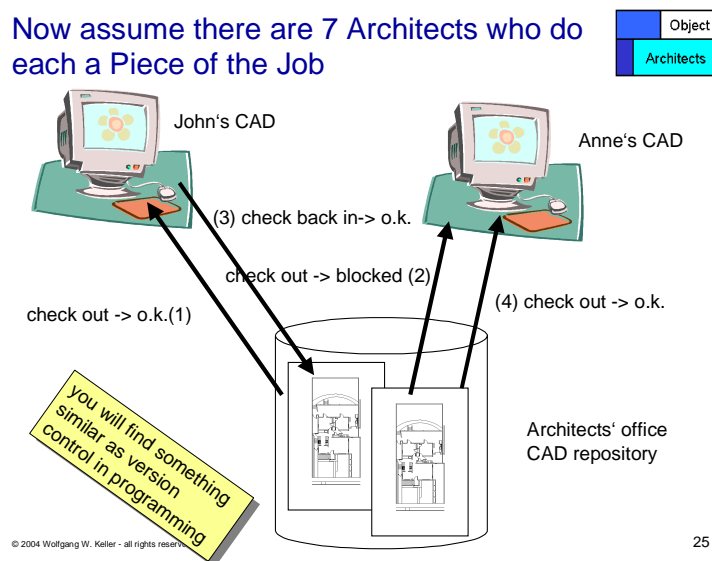 Now assume there are 7 Architects who do
each a Piece of the Job
Object
Architects
John‘s CAD
Anne‘s CAD
(3) check back in-> o.k.
check out -> blocked (2)
check out -> o.k.(1)
(4) check out -> o.k.
you will find something
similar as version
control in programming
Architects‘ office
CAD repository
© 2004 Wolfgang W. Keller - all rights
25